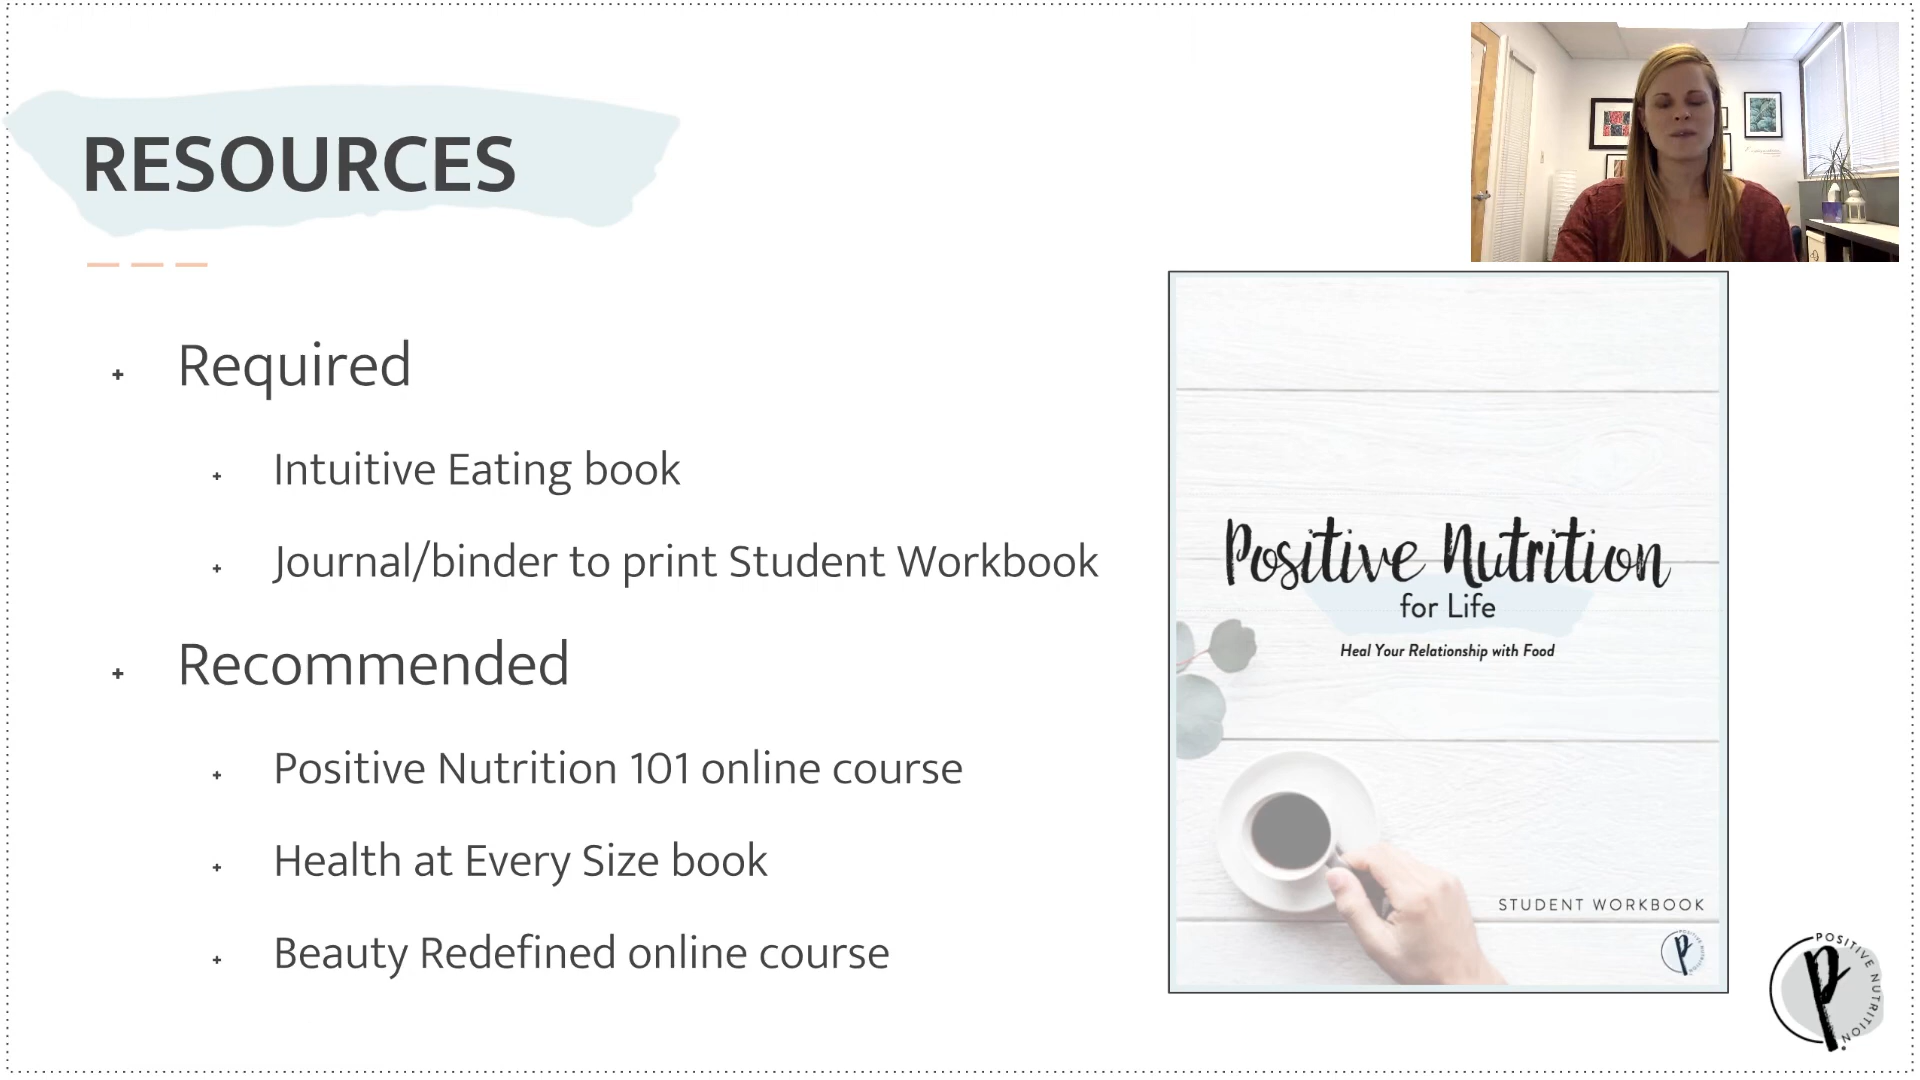 RESOURCES
Required
Intuitive Eating book
Journal/binder to print Student Workbook
Recommended
Positive Nutrition 101 online course
Health at Every Size book
Beauty Redefined online course
Positive Nutrition
for Life
Heal Your Relationship with Food
STUDENT WORKBOOK
P POSITIVE NUTRITION
P POSITIVE NUTRITION